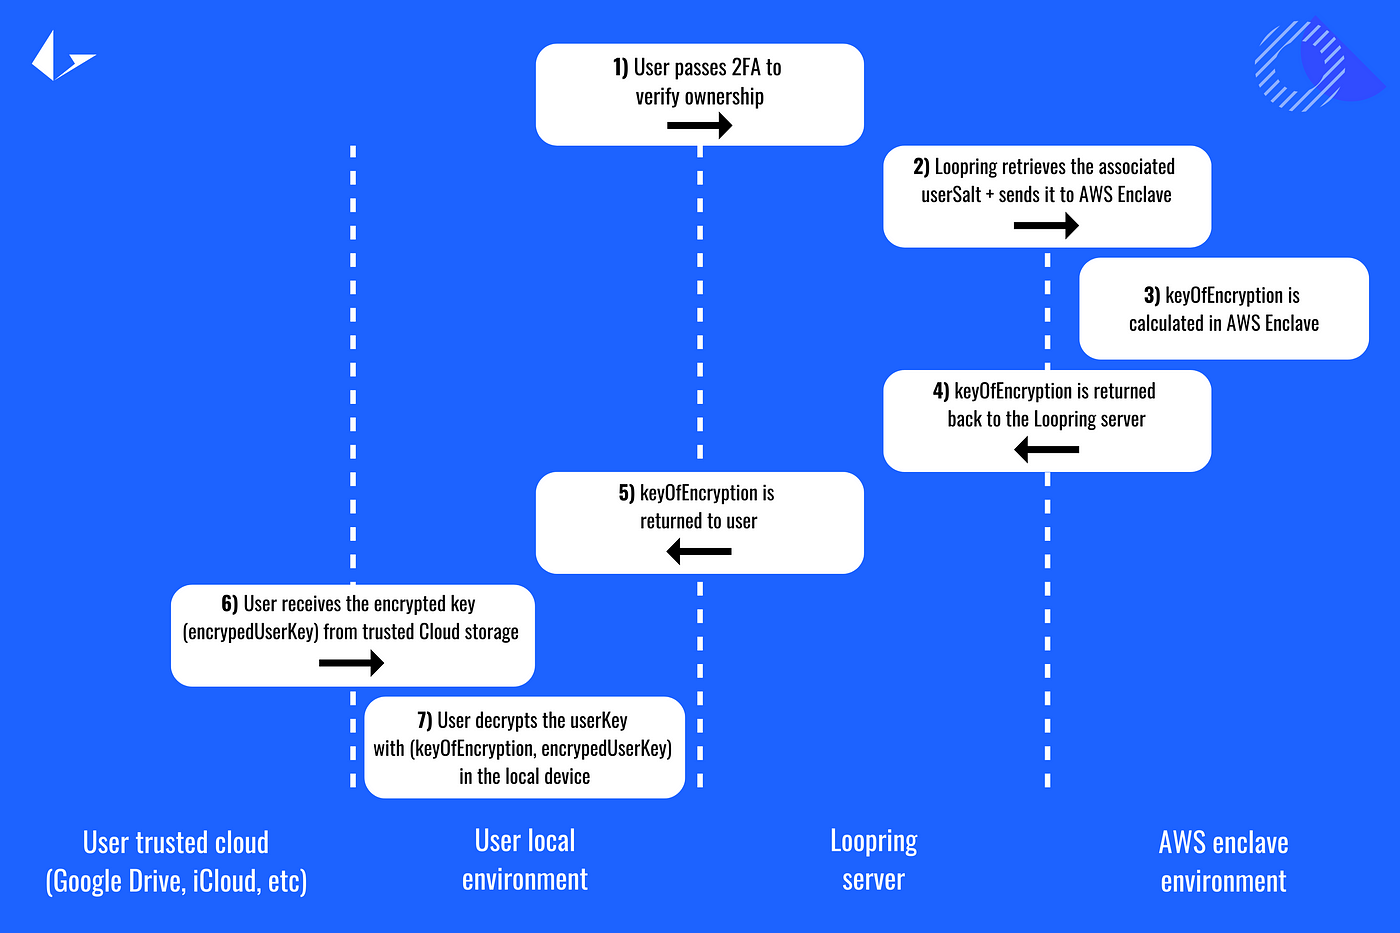 1) User passes 2FA to
verify ownership
2) Loopring retrieves the associated
userSalt + sends it to AWS Enclave
3) keyOfEncryption is
calculated in AWS Enclave
4) keyOfEncryption is returned
back to the Loopring server
5) keyOfEncryption is
returned to user
6) User receives the encrypted key
(encrypedUserKey) from trusted Cloud storage
7) User decrypts the userKey
with (keyOfEncryption, encrypedUserKey)
in the local device
User trusted cloud
(Google Drive, iCloud, etc)
User local
environment
Loopring
server
AWS enclave
environment